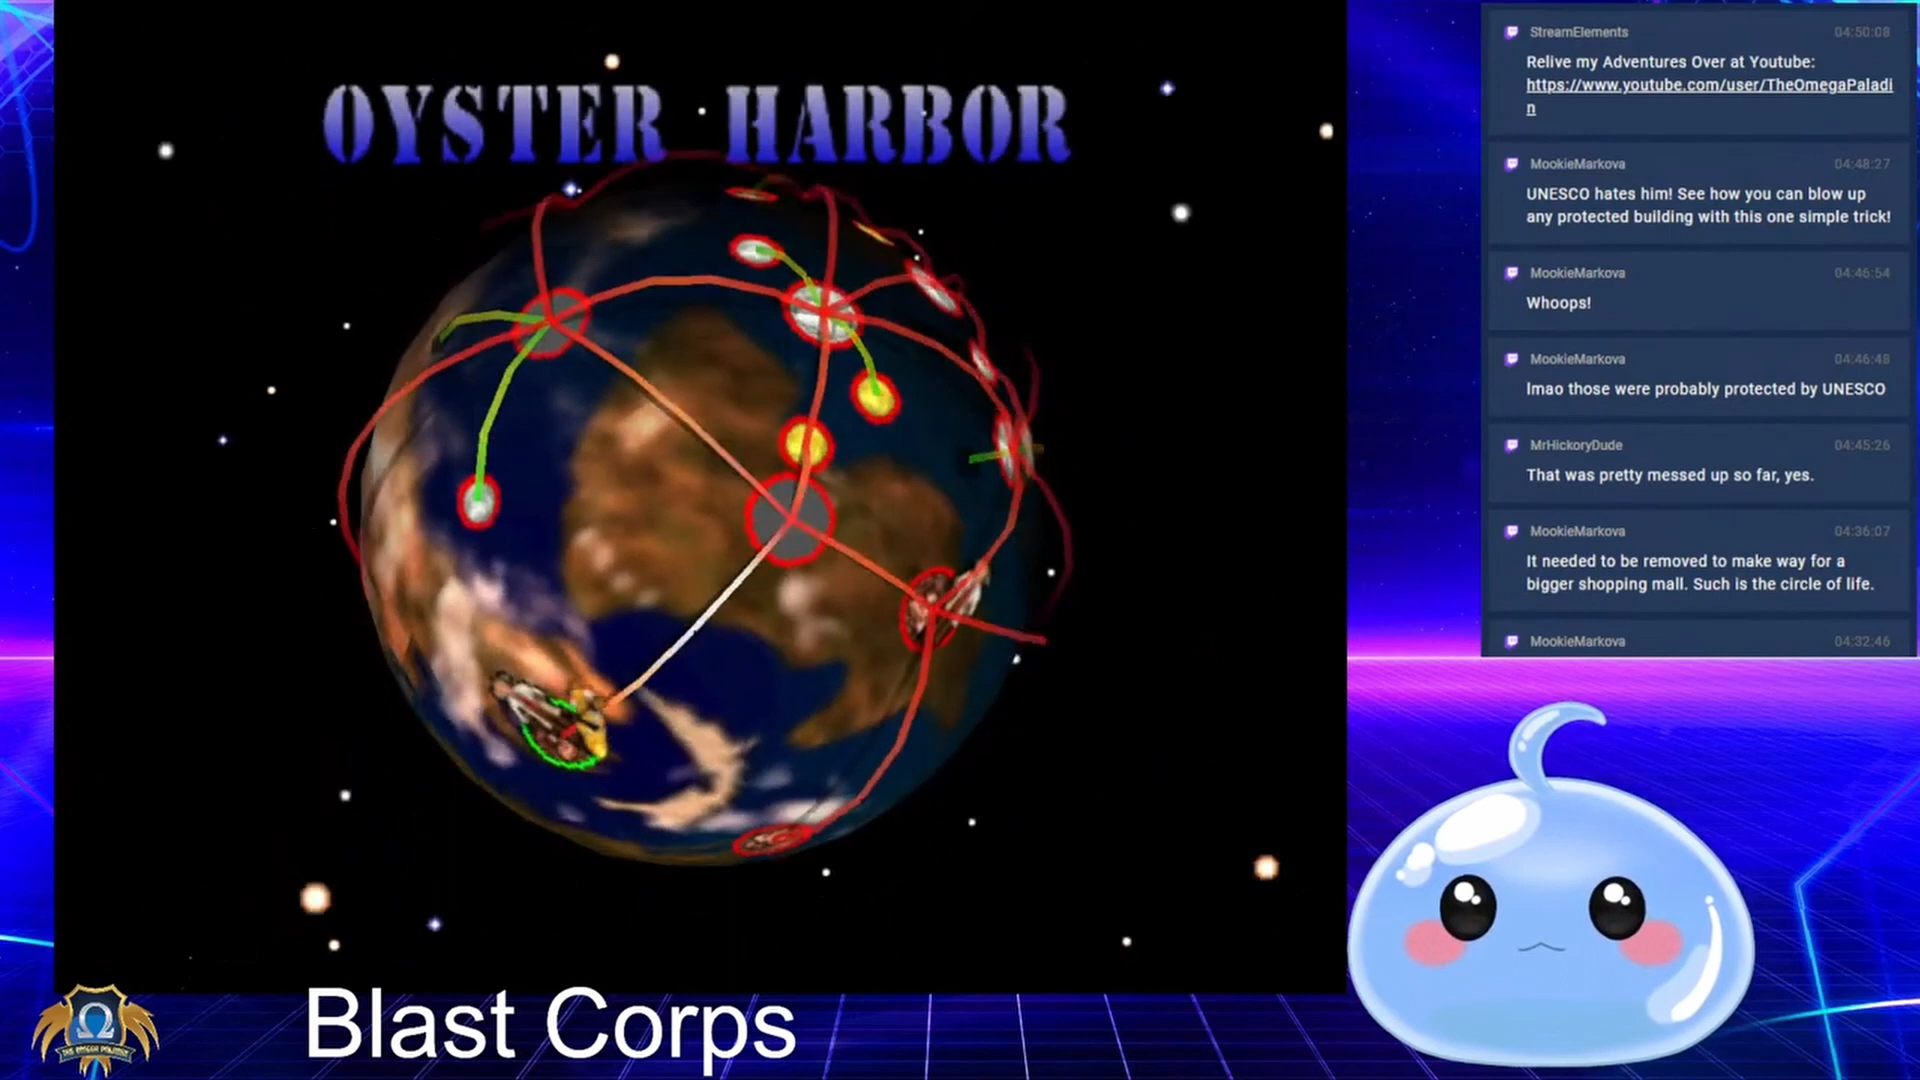 OYSTER HARBOR
StreamElements 04:50:08
Relive my Adventures Over at Youtube:
https://www.youtube.com/user/TheOmegaPaladi
n
MookieMarkova 04:48:27
UNESCO hates him! See how you can blow up
any protected building with this one simple trick!
MookieMarkova 04:46:54
Whoops!
MookieMarkova 04:46:48
lmao those were probably protected by UNESCO
MrHickoryDude 04:45:26
That was pretty messed up so far, yes.
MookieMarkova 04:36:07
It needed to be removed to make way for a
bigger shopping mall. Such is the circle of life.
MookieMarkova 04:32:46
Ω
THE OMEGA PALADIN
Blast Corps